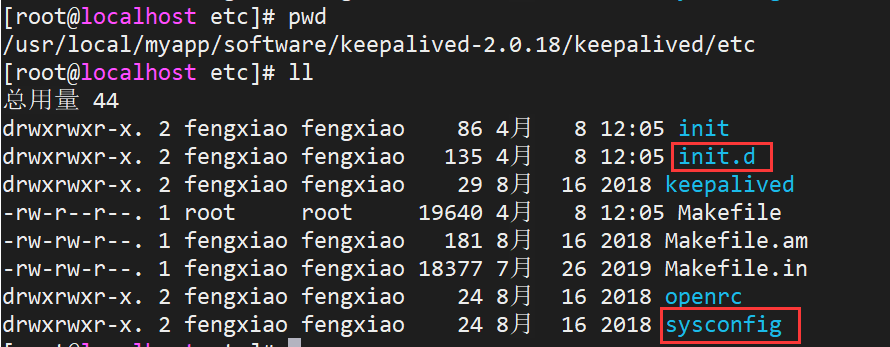 [root@localhost etc]# pwd
/usr/local/myapp/software/keepalived-2.0.18/keepalived/etc
[root@localhost etc]# ll
总用量 44
drwxrwxr-x. 2 fengxiao fengxiao    86 4月   8 12:05 init
drwxrwxr-x. 2 fengxiao fengxiao   135 4月   8 12:05 init.d
drwxrwxr-x. 2 fengxiao fengxiao    29 8月  16 2018 keepalived
-rw-r--r--. 1 root     root     19640 4月   8 12:05 Makefile
-rw-rw-r--. 1 fengxiao fengxiao   181 8月  16 2018 Makefile.am
-rw-rw-r--. 1 fengxiao fengxiao 18377 7月  26 2019 Makefile.in
drwxrwxr-x. 2 fengxiao fengxiao    24 8月  16 2018 openrc
drwxrwxr-x. 2 fengxiao fengxiao    24 8月  16 2018 sysconfig
[root@localhost etc]#